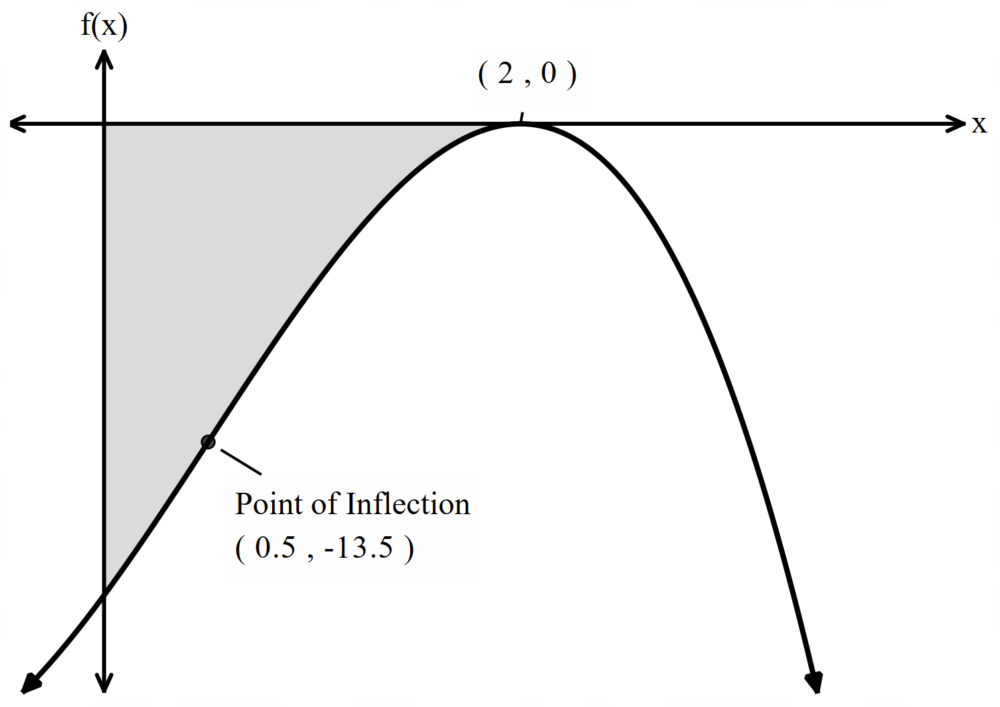 f(x)
( 2 , 0 )
x
Point of Inflection
( 0.5 , -13.5 )